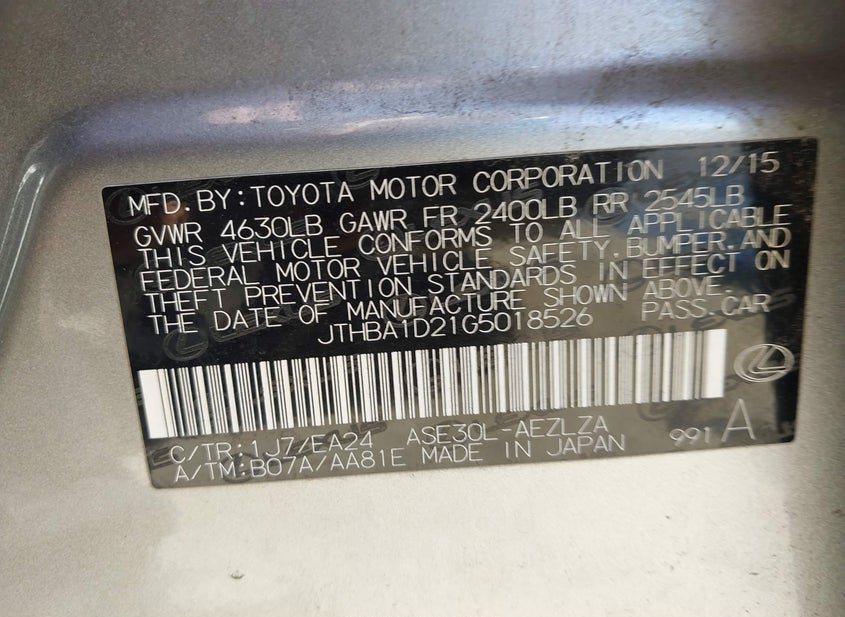 MFD. BY: TOYOTA MOTOR CORPORATION 12/15
GVWR 4630LB GAWR FR 2400LB RR 2545LB
THIS VEHICLE CONFORMS TO ALL APPLICABLE
FEDERAL MOTOR VEHICLE SAFETY. BUMPER. AND
THEFT PREVENTION STANDARDS IN EFFECT ON
THE DATE OF MANUFACTURE SHOWN ABOVE.
JTHBA1D21G5018526 PASS. CAR
C/TR: 1J7/EA24 ASE30L-AEZLZA
A/TM: B07A/AA81E MADE IN JAPAN 991 A